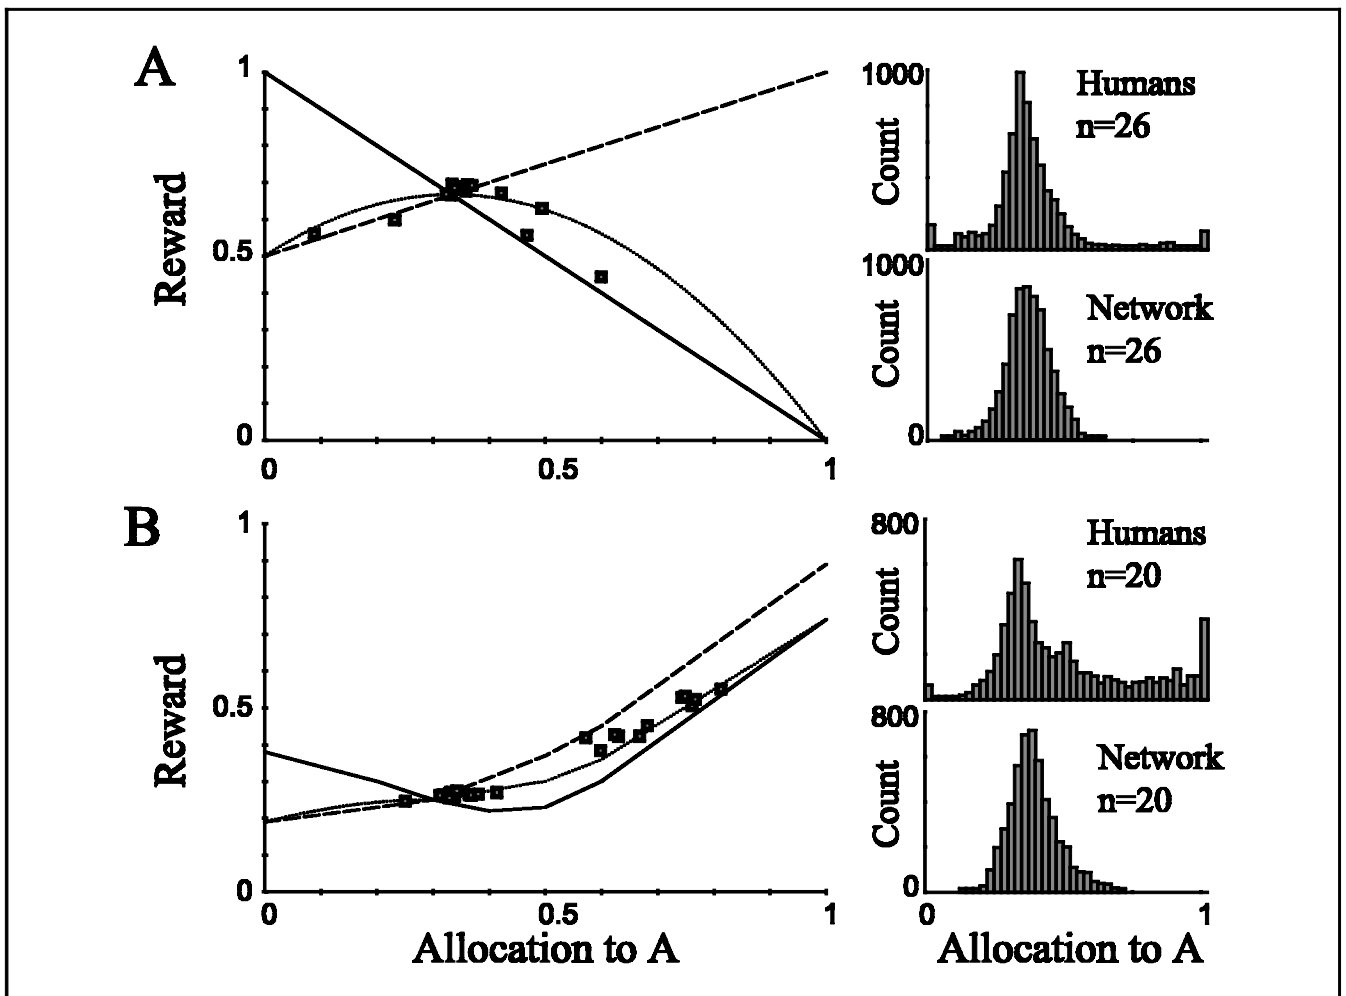 A
1
0.5
0
Reward
0 0.5 1
1000
Count
Humans
n=26
1000
Count
0
Network
n=26
B
1
0.5
0
Reward
0 0.5 1
Allocation to A
800
Count
Humans
n=20
800
Count
0
Network
n=20
0 1
Allocation to A